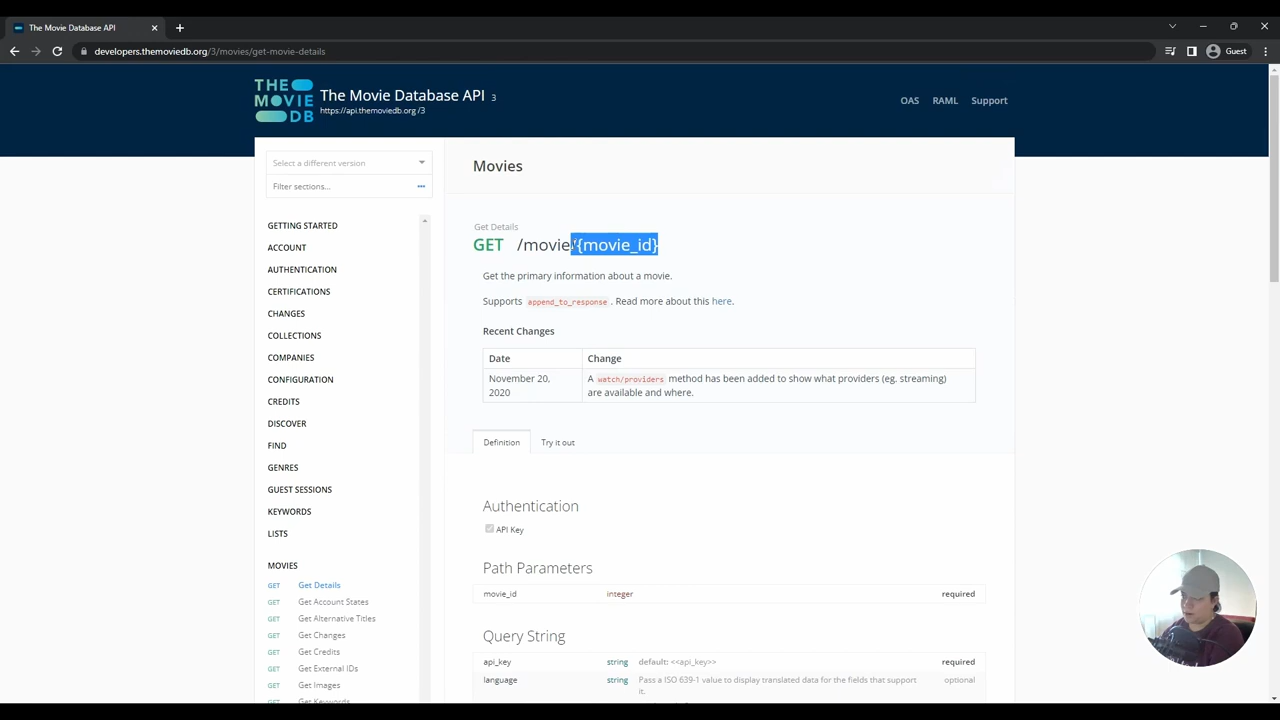 The Movie Database API
developers.themoviedb.org/3/movies/get-movie-details
Guest
THE MOVIE DB
The Movie Database API 3
https://api.themoviedb.org /3
OAS RAML Support
Select a different version
Filter sections...
GETTING STARTED
ACCOUNT
AUTHENTICATION
CERTIFICATIONS
CHANGES
COLLECTIONS
COMPANIES
CONFIGURATION
CREDITS
DISCOVER
FIND
GENRES
GUEST SESSIONS
KEYWORDS
LISTS
MOVIES
GET Get Details
GET Get Account States
GET Get Alternative Titles
GET Get Changes
GET Get Credits
GET Get External IDs
GET Get Images
GET Get Keywords
Movies
Get Details
GET /movie/{movie_id}
Get the primary information about a movie.
Supports append_to_response. Read more about this here.
Recent Changes
Date Change
November 20, 2020 A watch/providers method has been added to show what providers (eg. streaming)
are available and where.
Definition Try it out
Authentication
API Key
Path Parameters
movie_id integer required
Query String
api_key string default: <<api_key>> required
language string Pass a ISO 639-1 value to display translated data for the fields that support optional
it.